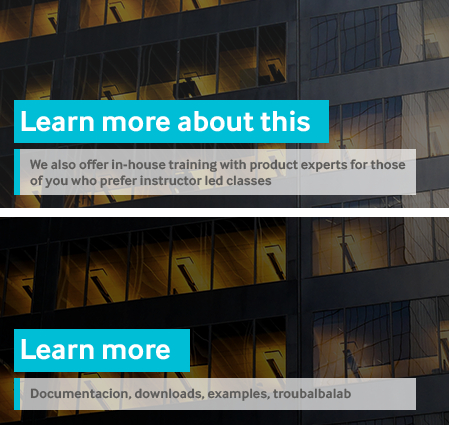 Learn more about this
We also offer in-house training with product experts for those
of you who prefer instructor led classes
Learn more
Documentacion, downloads, examples, troubalbalab